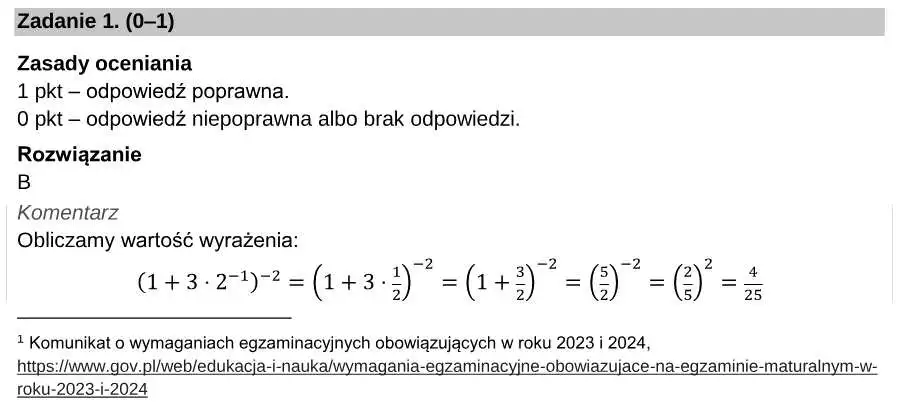 Zadanie 1. (0–1)
Zasady oceniania
1 pkt – odpowiedź poprawna.
0 pkt – odpowiedź niepoprawna albo brak odpowiedzi.
Rozwiązanie
B
Komentarz
Obliczamy wartość wyrażenia:
(1 + 3 · 2⁻¹)⁻² = (1 + 3 · 1/2)⁻² = (1 + 3/2)⁻² = (5/2)⁻² = (2/5)² = 4/25
¹ Komunikat o wymaganiach egzaminacyjnych obowiązujących w roku 2023 i 2024,
https://www.gov.pl/web/edukacja-i-nauka/wymagania-egzaminacyjne-obowiazujace-na-egzaminie-maturalnym-w-
roku-2023-i-2024